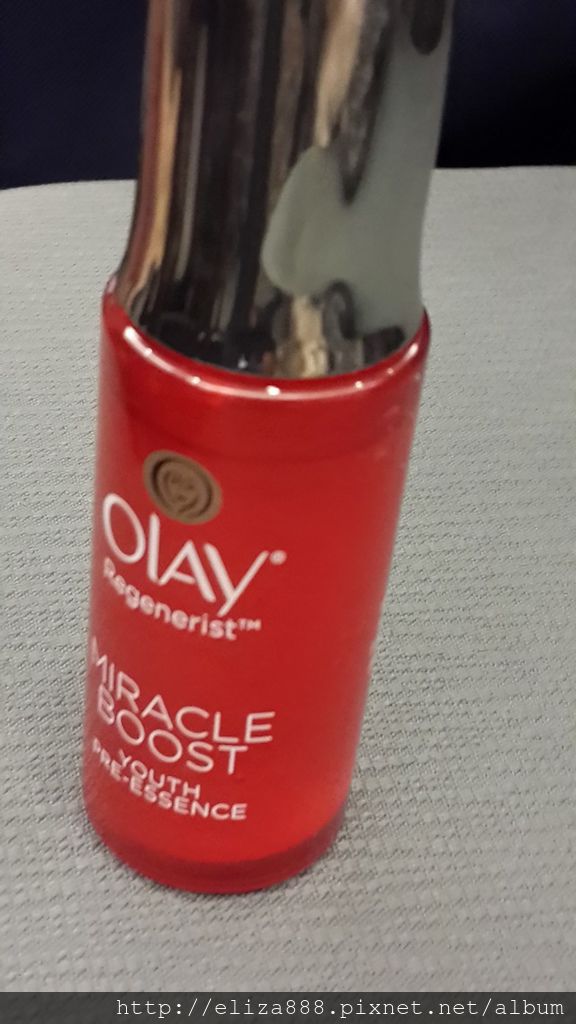 OLAY®
Regenerist™
MIRACLE
BOOST
YOUTH
PRE-ESSENCE
http://eliza888.pixnet.net/album